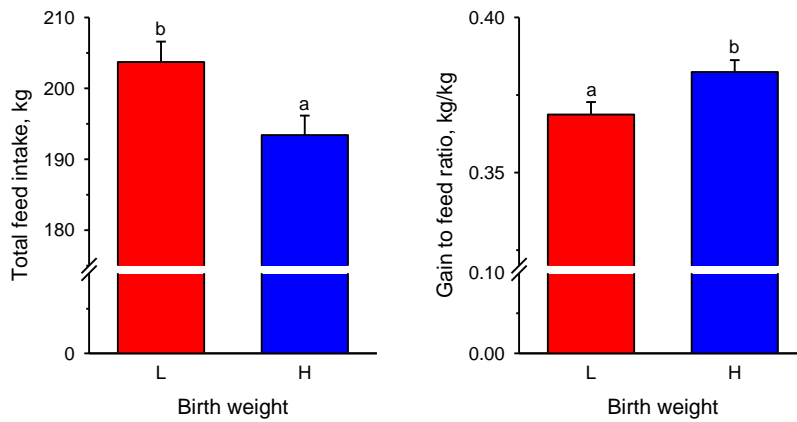 Total feed intake, kg
210
200
190
180
0
b
a
L
H
Birth weight
Gain to feed ratio, kg/kg
0.40
0.35
0.10
0.00
a
b
L
H
Birth weight